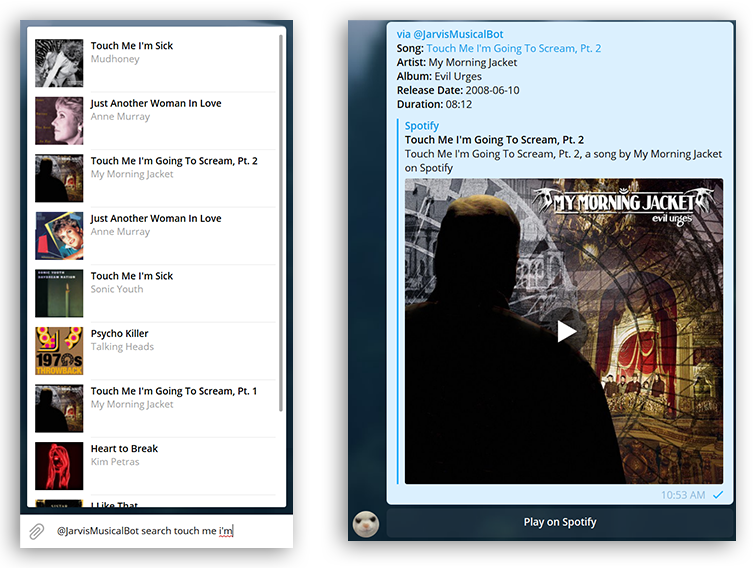 Touch Me I'm Sick
Mudhoney
Just Another Woman In Love
Anne Murray
Touch Me I'm Going To Scream, Pt. 2
My Morning Jacket
Just Another Woman In Love
Anne Murray
SONIC YOUTH
DAYDREAM NATION
Touch Me I'm Sick
Sonic Youth
1970s
THROWBACK
Psycho Killer
Talking Heads
Touch Me I'm Going To Scream, Pt. 1
My Morning Jacket
Heart to Break
Kim Petras
I Like That
@JarvisMusicalBot search touch me i'm
via @JarvisMusicalBot
Song: Touch Me I'm Going To Scream, Pt. 2
Artist: My Morning Jacket
Album: Evil Urges
Release Date: 2008-06-10
Duration: 08:12
Spotify
Touch Me I'm Going To Scream, Pt. 2
Touch Me I'm Going To Scream, Pt. 2, a song by My Morning Jacket
on Spotify
MY MORNING JACKET
evil urges
10:53 AM
Play on Spotify